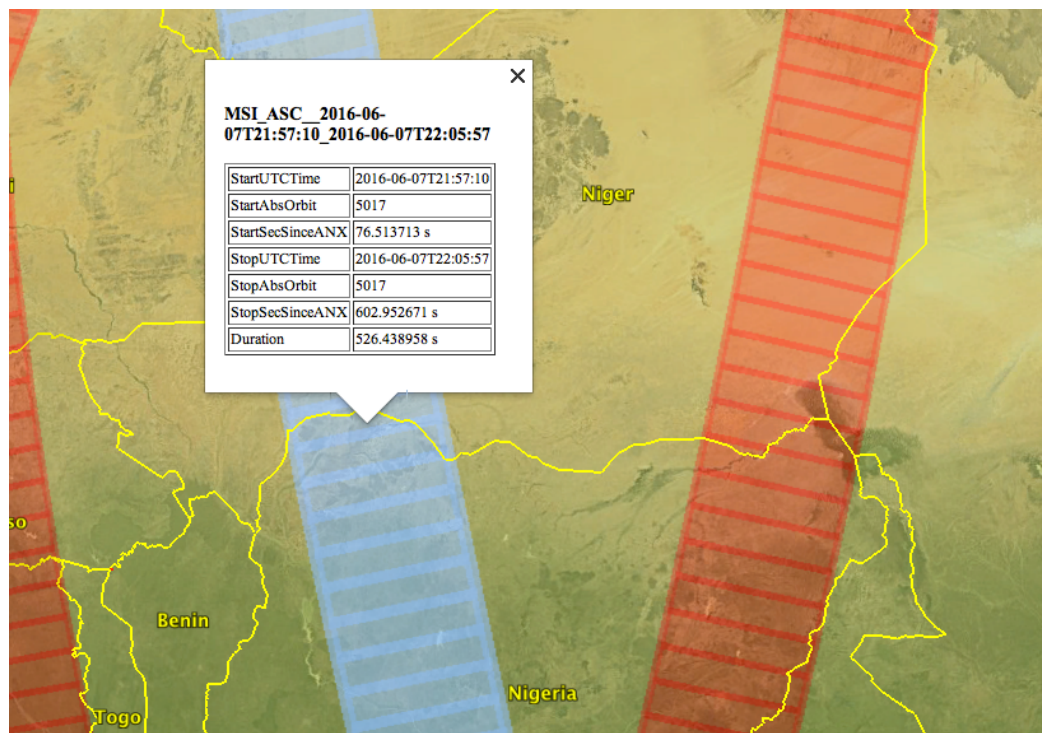 MSI_ASC__2016-06-
07T21:57:10_2016-06-07T22:05:57
StartUTCTime 2016-06-07T21:57:10
StartAbsOrbit 5017
StartSecSinceANX 76.513713 s
StopUTCTime 2016-06-07T22:05:57
StopAbsOrbit 5017
StopSecSinceANX 602.952671 s
Duration 526.438958 s
i
Niger
so
Benin
Nigeria
Togo